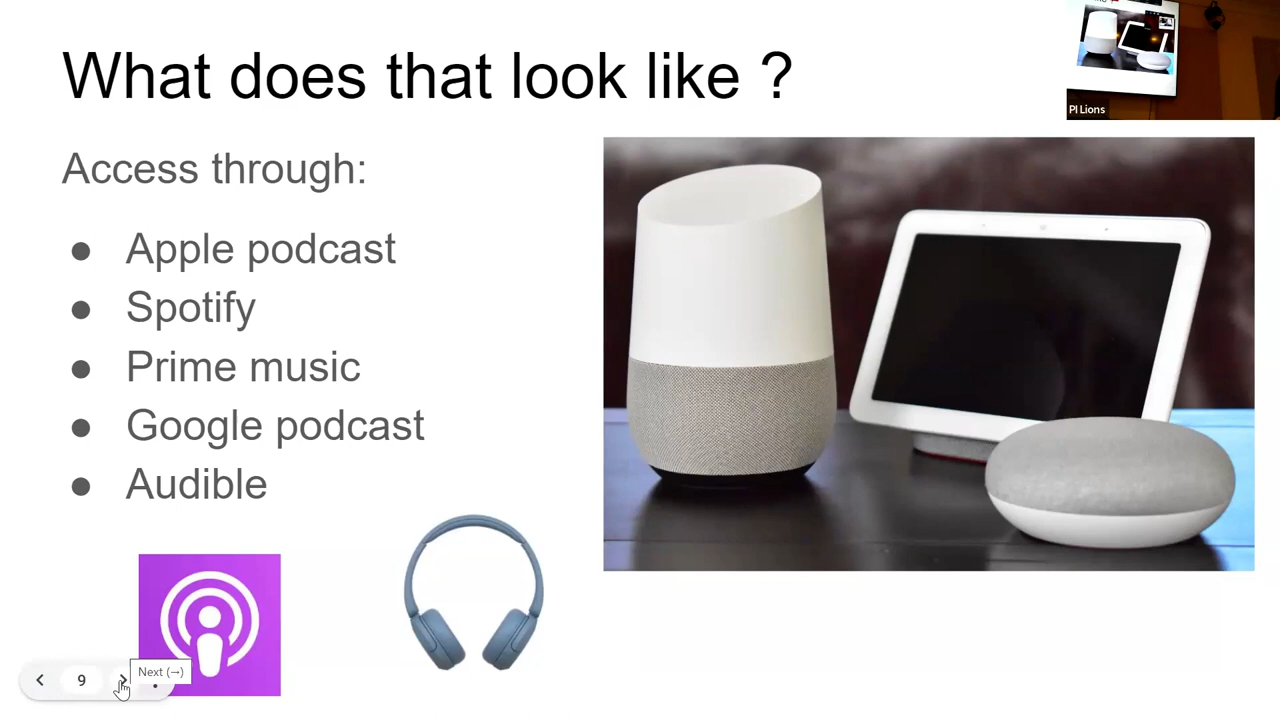 What does that look like ?
Pl Lions
Access through:
● Apple podcast
● Spotify
● Prime music
● Google podcast
● Audible
9
Next (→)